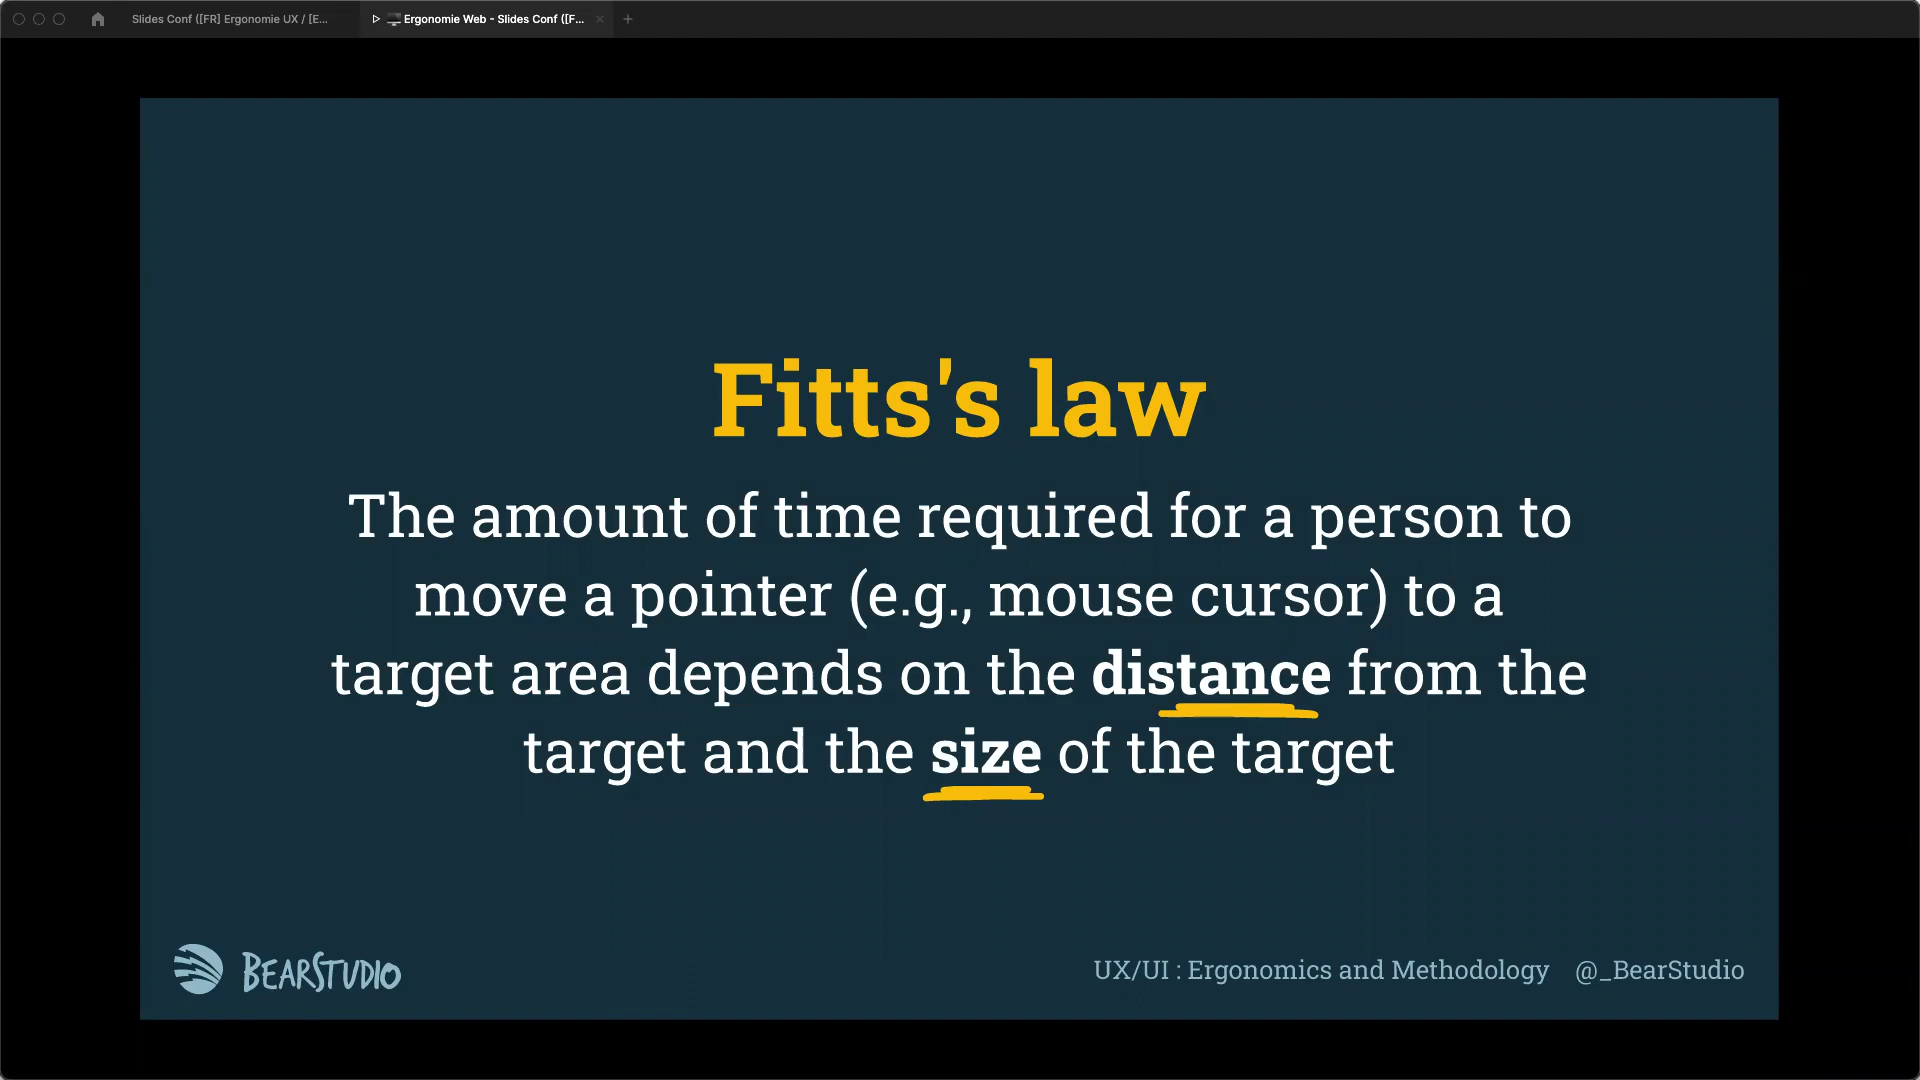 Slides Conf ([FR] Ergonomie UX / [E...
Ergonomie Web - Slides Conf ([F...
Fitts's law
The amount of time required for a person to
move a pointer (e.g., mouse cursor) to a
target area depends on the distance from the
target and the size of the target
BEARSTUDIO
UX/UI : Ergonomics and Methodology @_BearStudio